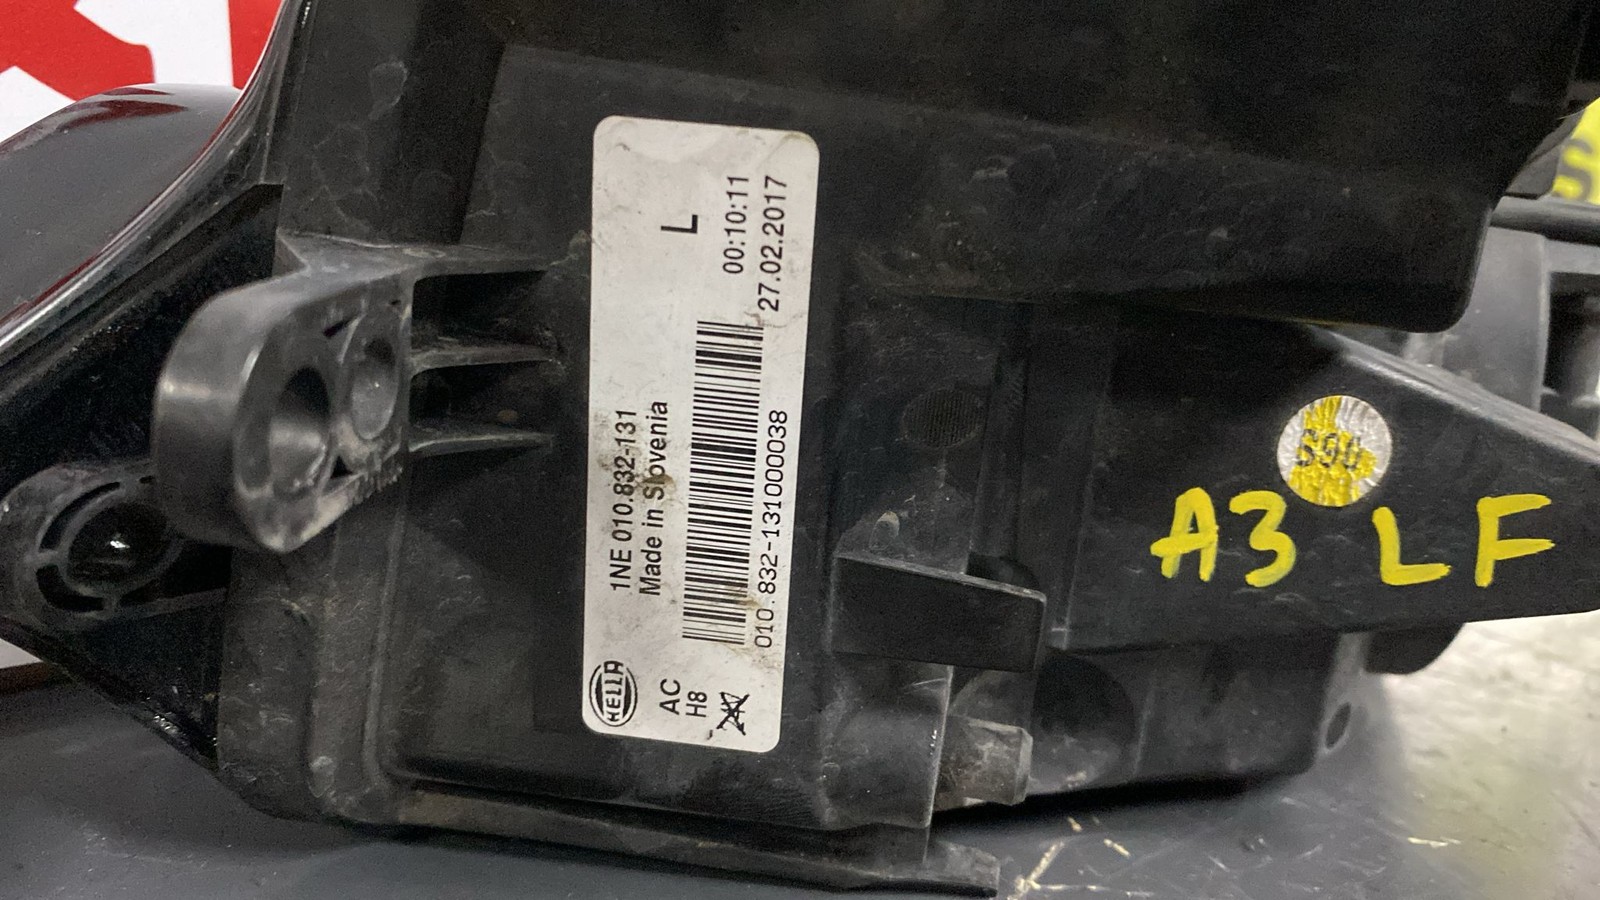 L
00:10:11
27.02.2017
1NE 010.832-131
Made in Slovenia
010.832-131000038
HELLA
AC
H8
A3 LF